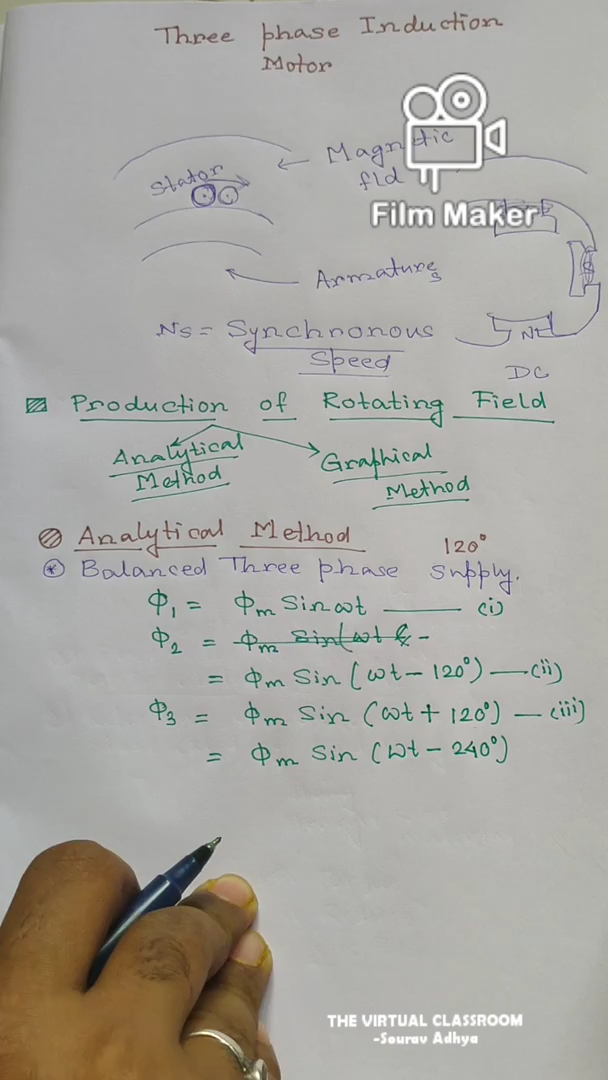 Three phase Induction
Motor
Magnetic
fld
Stator
Film Maker
Armature
Ns = Synchronous
Speed
N
DC
Production of Rotating Field
Analytical
Method
Graphical
Method
Analytical Method
120°
Balanced Three phase Supply.
Φ₁ = Φm Sin ωt —— (i)
Φ₂ = Φm Sin(ωt
= Φm Sin (ωt - 120°) — (ii)
Φ₃ = Φm Sin (ωt + 120°) — (iii)
= Φm Sin (ωt - 240°)
THE VIRTUAL CLASSROOM
-Sourav Adhya